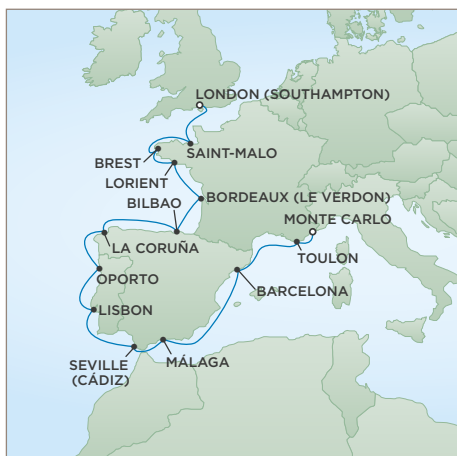 LONDON (SOUTHAMPTON)
SAINT-MALO
BREST
LORIENT
BORDEAUX (LE VERDON)
BILBAO
MONTE CARLO
LA CORUÑA
TOULON
OPORTO
BARCELONA
LISBON
SEVILLE
(CÁDIZ)
MÁLAGA